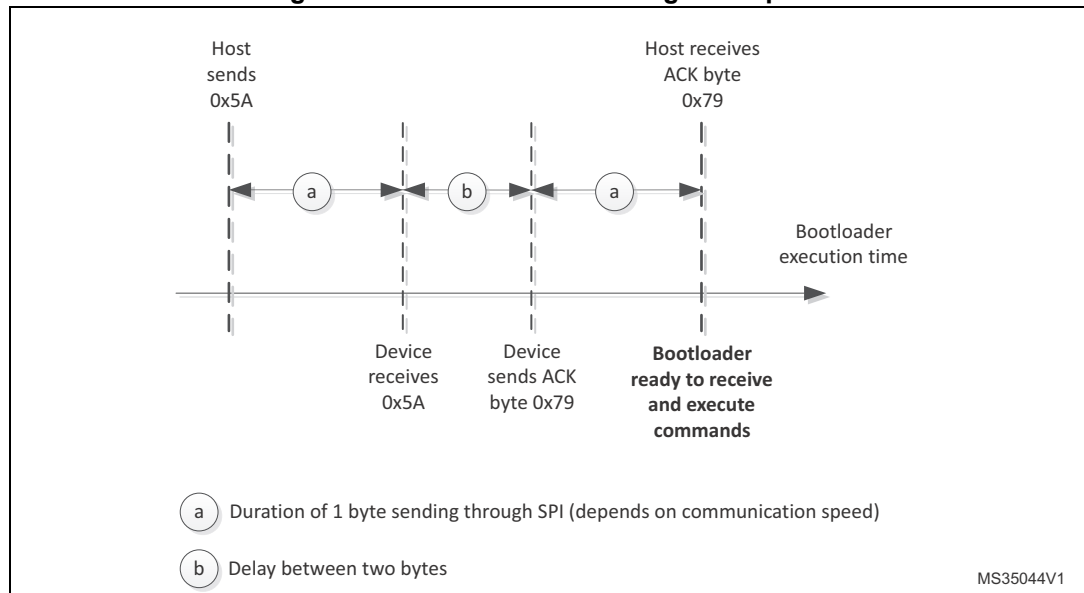 Host
sends
0x5A
Host receives
ACK byte
0x79
a
b
a
Bootloader
execution time
Device
receives
0x5A
Device
sends ACK
byte 0x79
Bootloader
ready to receive
and execute
commands
a Duration of 1 byte sending through SPI (depends on communication speed)
b Delay between two bytes
MS35044V1